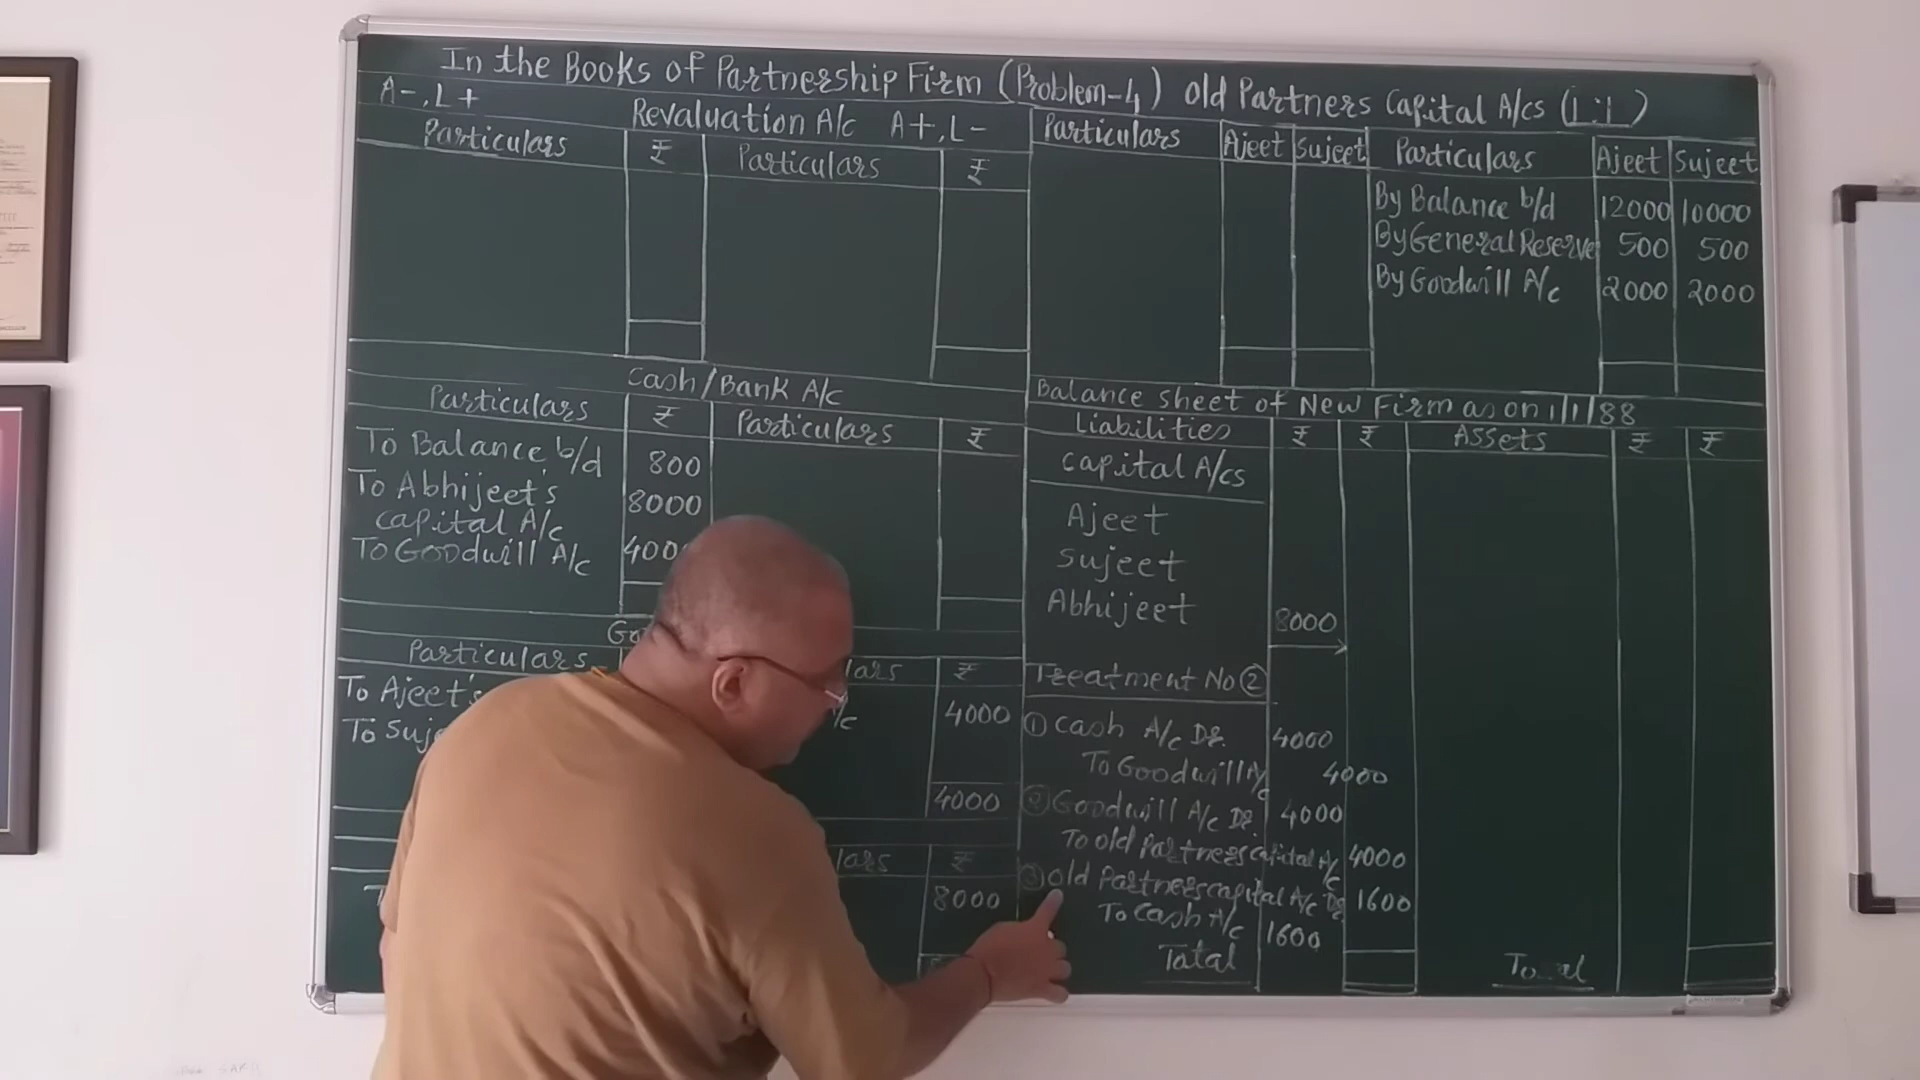 In the Books of Partnership Firm (Problem-4) old Partners Capital A/cs (1:1)
A-, L+ Revaluation A/c A+, L-
Particulars ₹ Particulars ₹
Particulars Ajeet Sujeet Particulars Ajeet Sujeet
By Balance b/d 12000 10000
By General Reserve 500 500
By Goodwill A/c 2000 2000
Cash/Bank A/c
Particulars ₹ Particulars ₹
To Balance b/d 800
To Abhijeet's 8000
capital A/c
To Goodwill A/c
Particulars ₹
To Ajeet's 4000
To
4000
₹
8000
Balance sheet of New Firm as on 1/1/88
Liabilities ₹ ₹ Assets ₹ ₹
Capital A/cs
Ajeet
Sujeet
Abhijeet 8000
Treatment No ②
① Cash A/c Dr. 4000
To Goodwill A/c 4000
② Goodwill A/c Dr. 4000
To old Partners capital A/c 4000
③ old Partners capital A/c Dr 1600
To Cash A/c 1600
Total